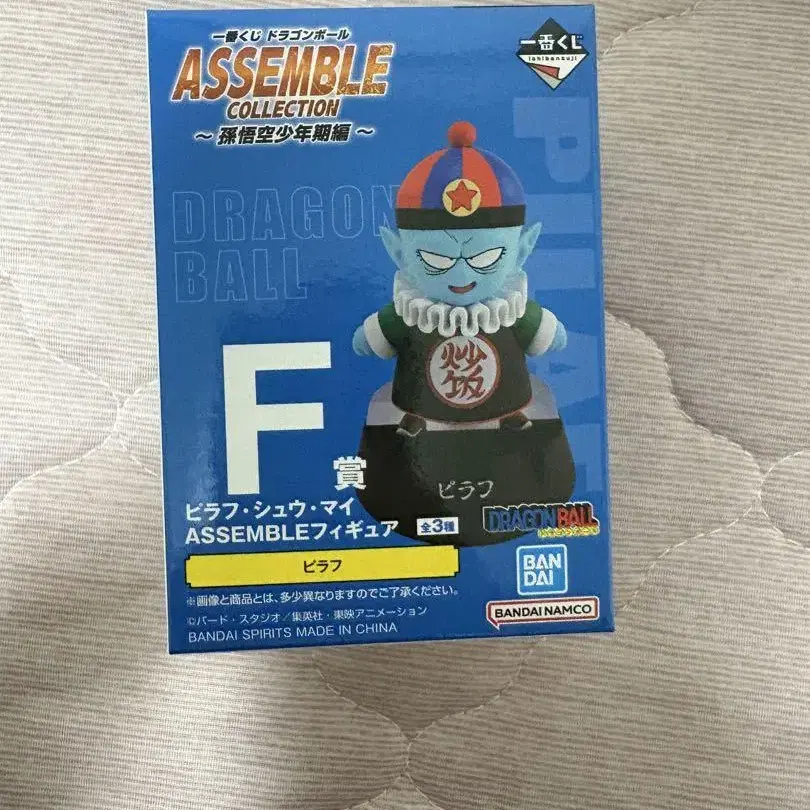 一番くじ ドラゴンボール
ASSEMBLE
COLLECTION
～ 孫悟空少年期編 ～
一番くじ
ichibankuji
PILAF
DRAGON
BALL
炒飯
ピラフ
F賞
ピラフ・シュウ・マイ
ASSEMBLEフィギュア 全3種
ピラフ
DRAGONBALL
BAN
DAI
BANDAI NAMCO
※画像と商品とは、多少異なりますのでご了承ください。
©バード・スタジオ／集英社・東映アニメーション
BANDAI SPIRITS MADE IN CHINA